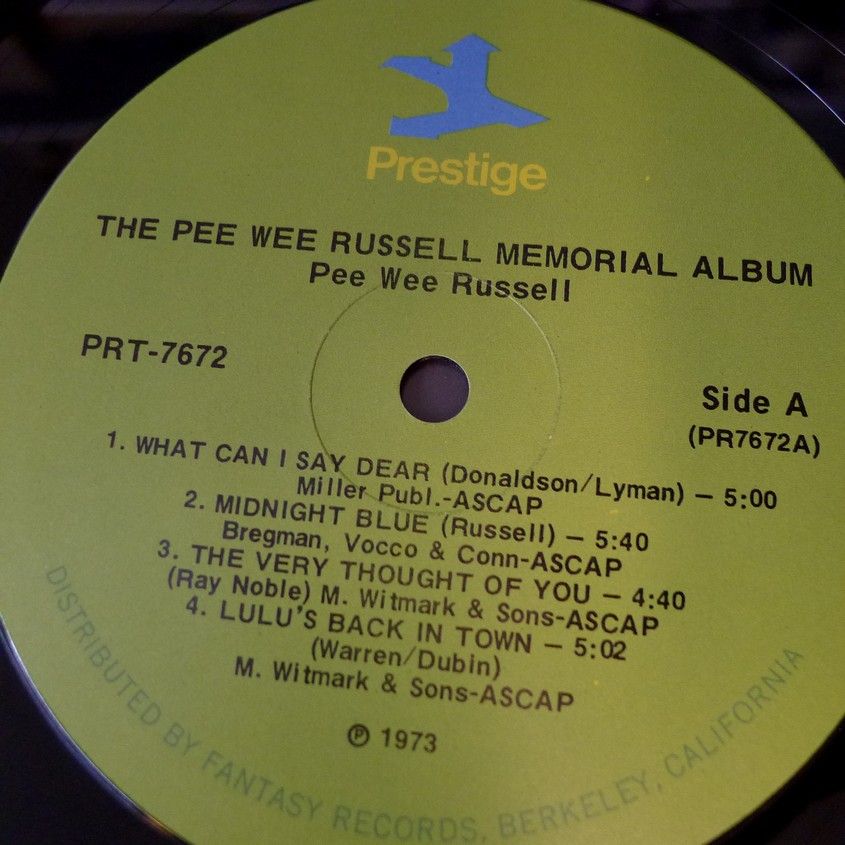 Prestige
THE PEE WEE RUSSELL MEMORIAL ALBUM
Pee Wee Russell
PRT-7672
Side A
(PR7672A)
1. WHAT CAN I SAY DEAR (Donaldson/Lyman) – 5:00
Miller Publ.-ASCAP
2. MIDNIGHT BLUE (Russell) – 5:40
Bregman, Vocco & Conn-ASCAP
3. THE VERY THOUGHT OF YOU – 4:40
(Ray Noble) M. Witmark & Sons-ASCAP
4. LULU'S BACK IN TOWN – 5:02
(Warren/Dubin)
M. Witmark & Sons-ASCAP
℗ 1973
DISTRIBUTED BY FANTASY RECORDS, BERKELEY, CALIFORNIA